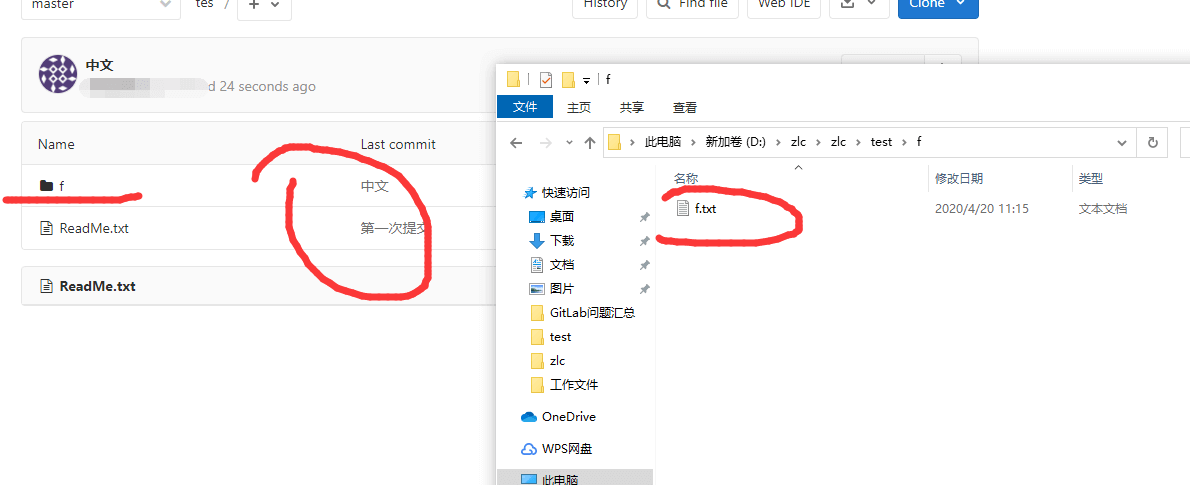 master
tes / +
History
Find file
Web IDE
Clone
中文
d 24 seconds ago
Name
Last commit
f
中文
ReadMe.txt
第一次提交
ReadMe.txt
f
文件 主页 共享 查看
此电脑 新加卷 (D:) zlc zlc test f
名称 修改日期 类型
f.txt 2020/4/20 11:15 文本文档
快速访问
桌面
下载
文档
图片
GitLab问题汇总
test
zlc
工作文件
OneDrive
WPS网盘
此电脑